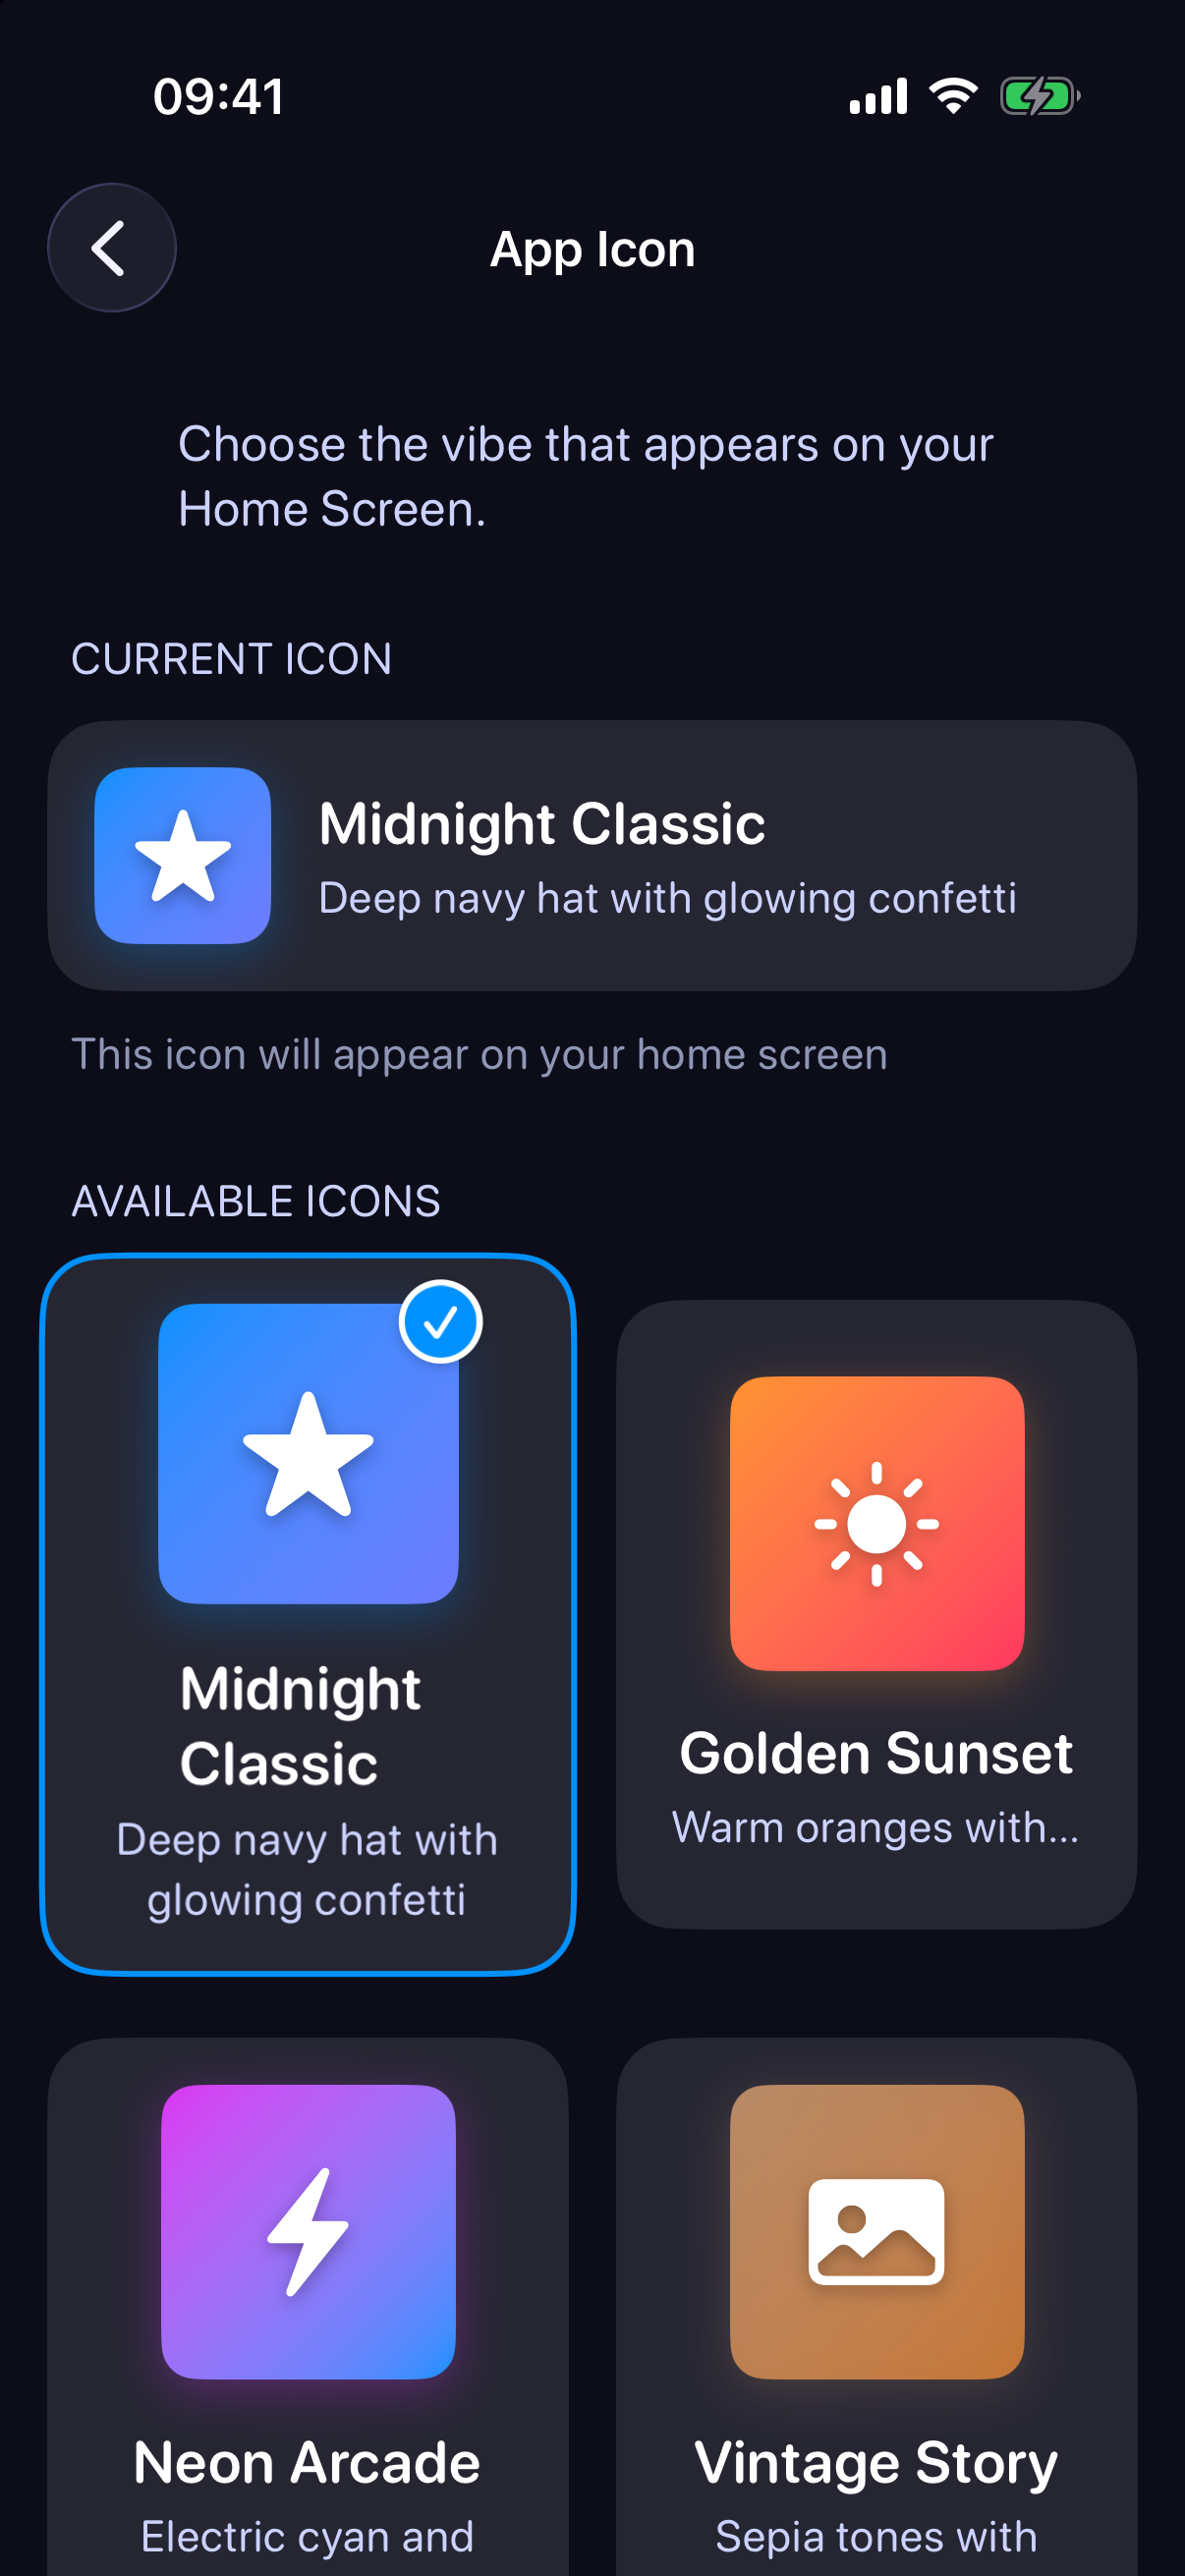 09:41
App Icon
Choose the vibe that appears on your
Home Screen.
CURRENT ICON
Midnight Classic
Deep navy hat with glowing confetti
This icon will appear on your home screen
AVAILABLE ICONS
Midnight
Classic
Deep navy hat with
glowing confetti
Golden Sunset
Warm oranges with...
Neon Arcade
Electric cyan and
Vintage Story
Sepia tones with